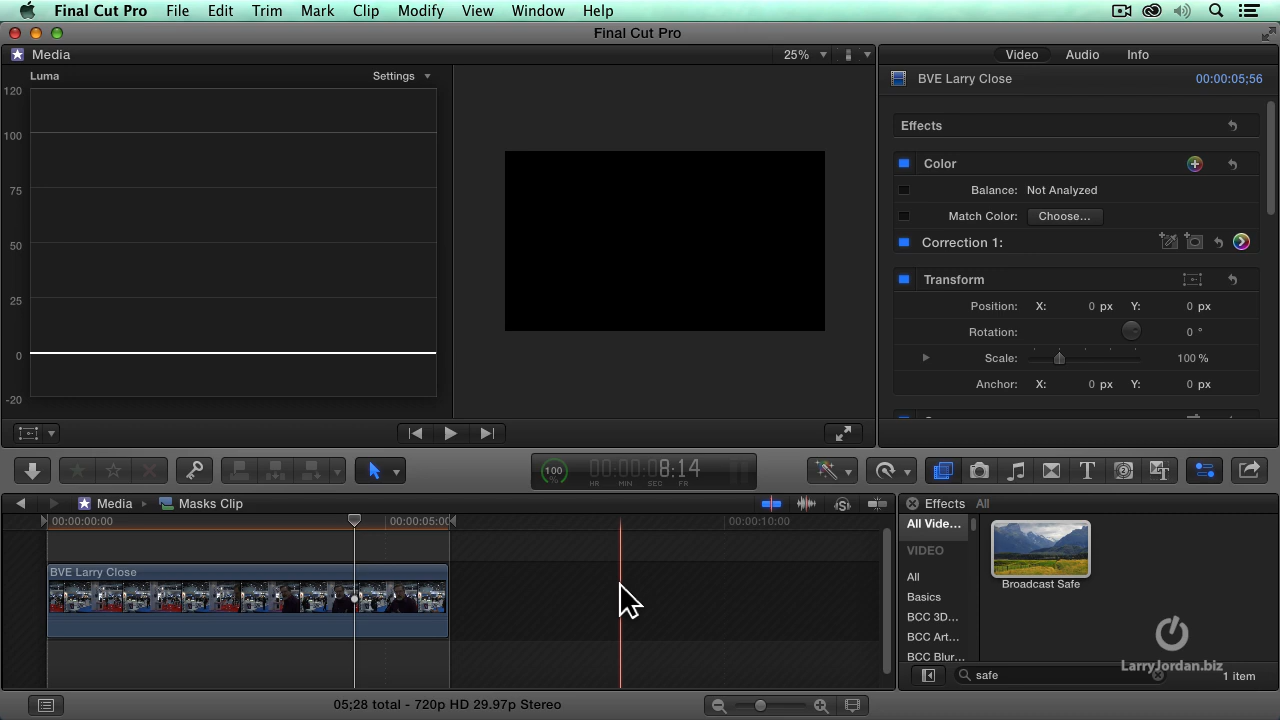 Final Cut Pro File Edit Trim Mark Clip Modify View Window Help
Final Cut Pro
Media 25% Video Audio Info
Luma Settings
BVE Larry Close 00:00:05;56
120
100
75
50
25
0
-20
Effects
Color
Balance: Not Analyzed
Match Color: Choose...
Correction 1:
Transform
Position: X: 0 px Y: 0 px
Rotation: 0 °
Scale: 100 %
Anchor: X: 0 px Y: 0 px
100 % 00:00:08:14
HR MIN SEC FR
Media Masks Clip
Effects All
00:00:00:00 00:00:05:00 00:00:10:00
All Vide...
VIDEO
All
Basics
BCC 3D...
BCC Art...
BCC Blur...
BVE Larry Close
Broadcast Safe
LarryJordan.biz
safe
1 item
05;28 total - 720p HD 29.97p Stereo